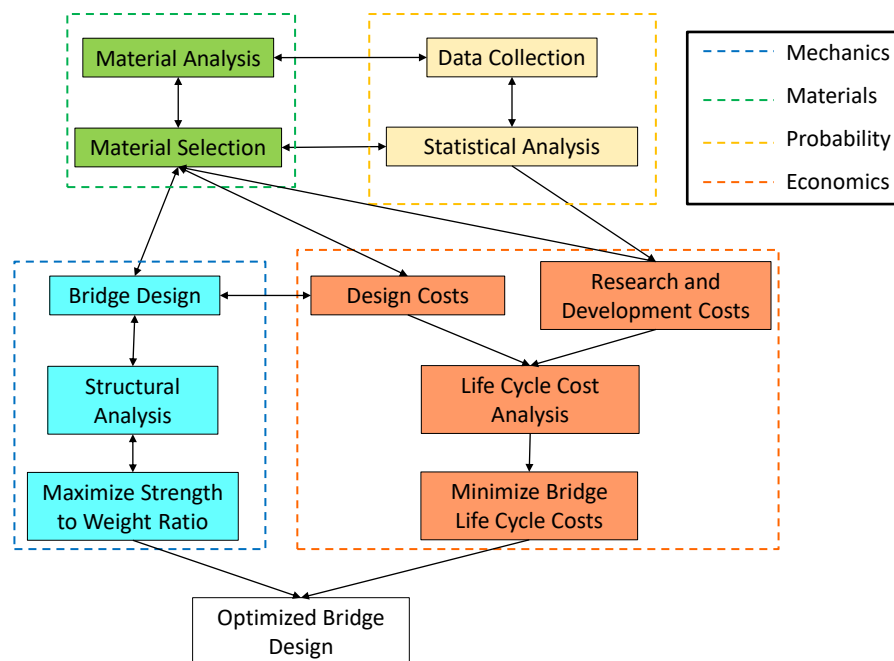 Material Analysis
Data Collection
Material Selection
Statistical Analysis
Mechanics
Materials
Probability
Economics
Bridge Design
Design Costs
Research and
Development Costs
Structural
Analysis
Life Cycle Cost
Analysis
Maximize Strength
to Weight Ratio
Minimize Bridge
Life Cycle Costs
Optimized Bridge
Design